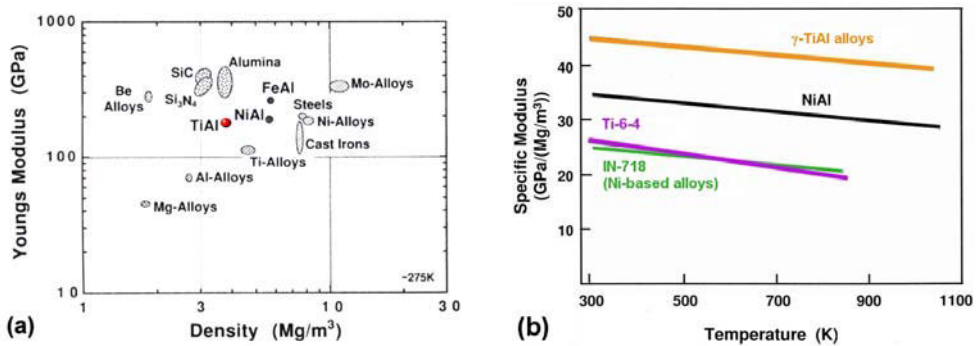 1000
Youngs Modulus (GPa)
100
10
SiC
Alumina
Si3N4
Be
Alloys
FeAl
Mo-Alloys
Steels
NiAl
Ni-Alloys
TiAl
Cast Irons
Ti-Alloys
Al-Alloys
Mg-Alloys
~275K
1
3
10
30
Density (Mg/m³)
(a)
50
40
30
20
10
0
Specific Modulus
(GPa/(Mg/m³))
γ-TiAl alloys
NiAl
Ti-6-4
IN-718
(Ni-based alloys)
300
500
700
900
1100
Temperature (K)
(b)